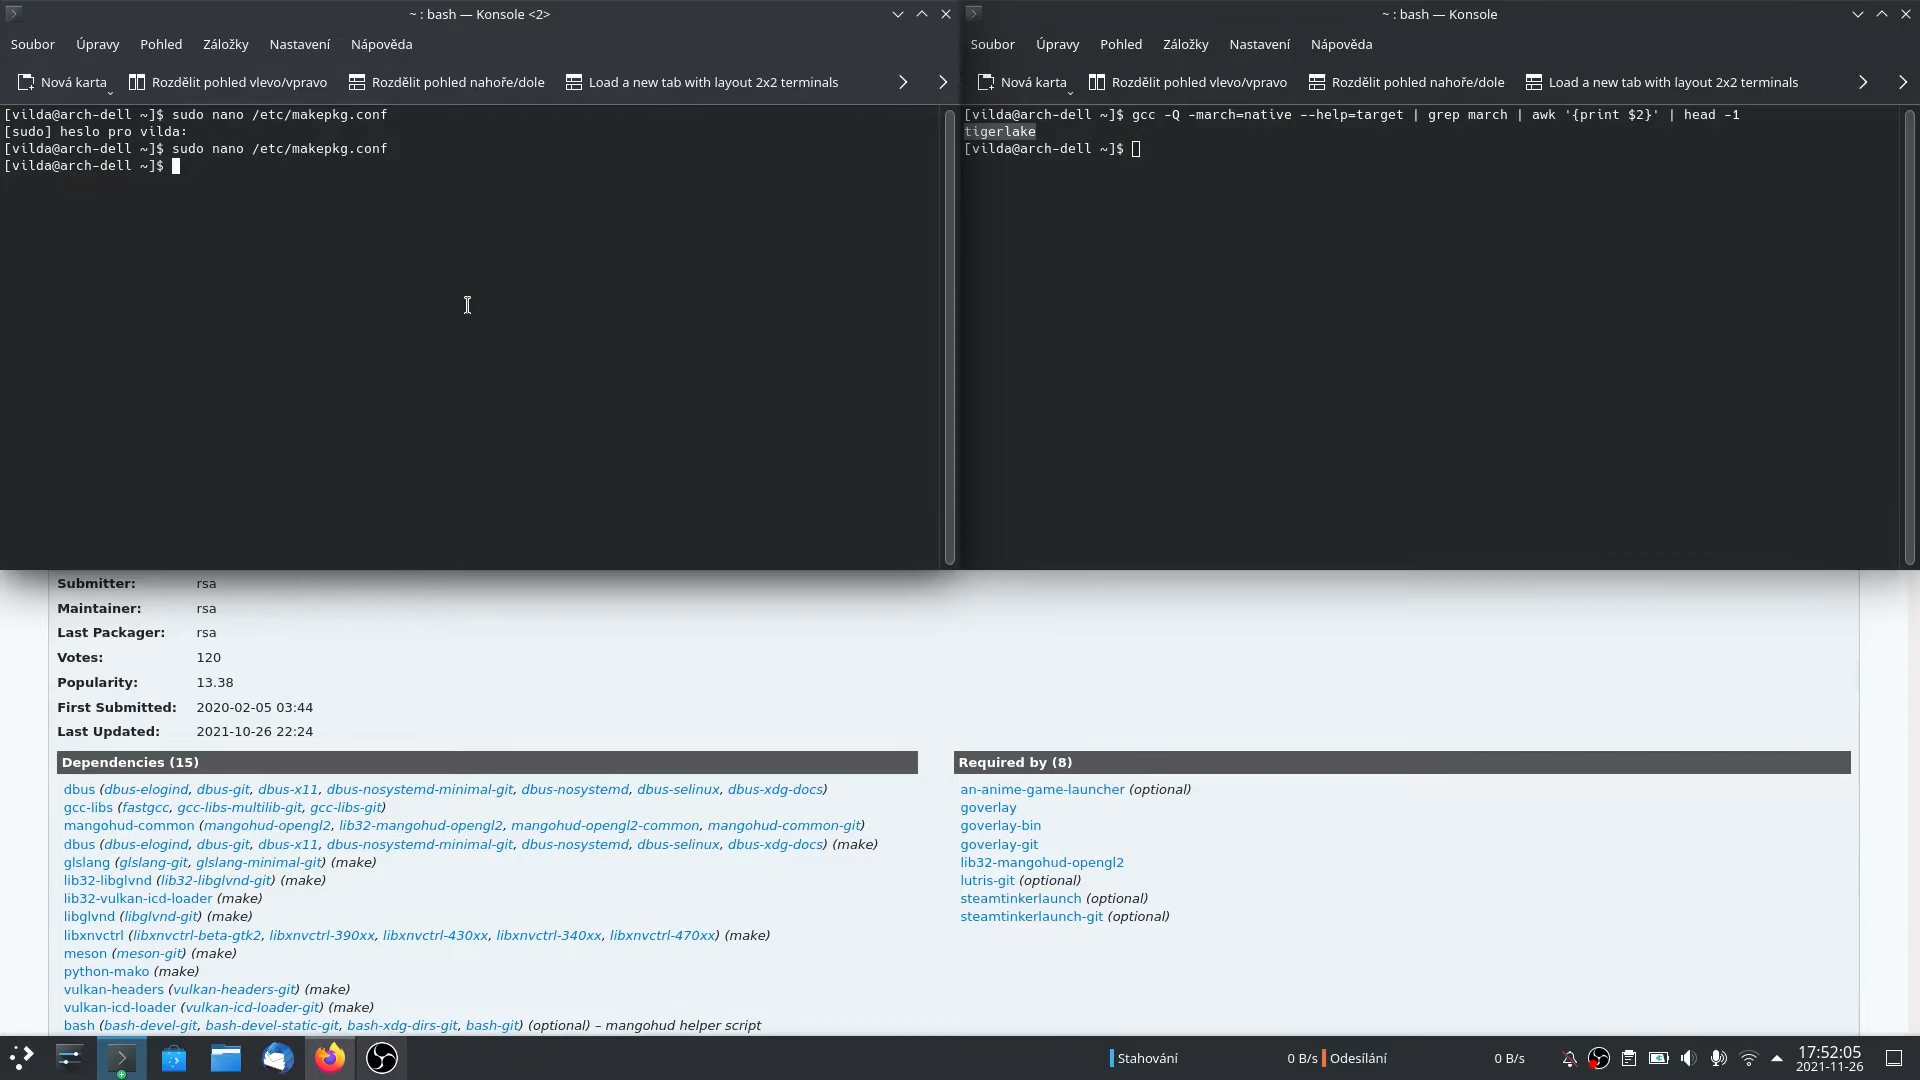 ~ : bash — Konsole <2>
Soubor Úpravy Pohled Záložky Nastavení Nápověda
Nová karta Rozdělit pohled vlevo/vpravo Rozdělit pohled nahoře/dole Load a new tab with layout 2x2 terminals
[vilda@arch-dell ~]$ sudo nano /etc/makepkg.conf
[sudo] heslo pro vilda:
[vilda@arch-dell ~]$ sudo nano /etc/makepkg.conf
[vilda@arch-dell ~]$
~ : bash — Konsole
Soubor Úpravy Pohled Záložky Nastavení Nápověda
Nová karta Rozdělit pohled vlevo/vpravo Rozdělit pohled nahoře/dole Load a new tab with layout 2x2 terminals
[vilda@arch-dell ~]$ gcc -Q -march=native --help=target | grep march | awk '{print $2}' | head -1
tigerlake
[vilda@arch-dell ~]$
Submitter: rsa
Maintainer: rsa
Last Packager: rsa
Votes: 120
Popularity: 13.38
First Submitted: 2020-02-05 03:44
Last Updated: 2021-10-26 22:24
Dependencies (15)
dbus (dbus-elogind, dbus-git, dbus-x11, dbus-nosystemd-minimal-git, dbus-nosystemd, dbus-selinux, dbus-xdg-docs)
gcc-libs (fastgcc, gcc-libs-multilib-git, gcc-libs-git)
mangohud-common (mangohud-opengl2, lib32-mangohud-opengl2, mangohud-opengl2-common, mangohud-common-git)
dbus (dbus-elogind, dbus-git, dbus-x11, dbus-nosystemd-minimal-git, dbus-nosystemd, dbus-selinux, dbus-xdg-docs) (make)
glslang (glslang-git, glslang-minimal-git) (make)
lib32-libglvnd (lib32-libglvnd-git) (make)
lib32-vulkan-icd-loader (make)
libglvnd (libglvnd-git) (make)
libxnvctrl (libxnvctrl-beta-gtk2, libxnvctrl-390xx, libxnvctrl-430xx, libxnvctrl-340xx, libxnvctrl-470xx) (make)
meson (meson-git) (make)
python-mako (make)
vulkan-headers (vulkan-headers-git) (make)
vulkan-icd-loader (vulkan-icd-loader-git) (make)
bash (bash-devel-git, bash-devel-static-git, bash-xdg-dirs-git, bash-git) (optional) – mangohud helper script
Required by (8)
an-anime-game-launcher (optional)
goverlay
goverlay-bin
goverlay-git
lib32-mangohud-opengl2
lutris-git (optional)
steamtinkerlaunch (optional)
steamtinkerlaunch-git (optional)
Stahování 0 B/s Odesílání 0 B/s
17:52:05
2021-11-26